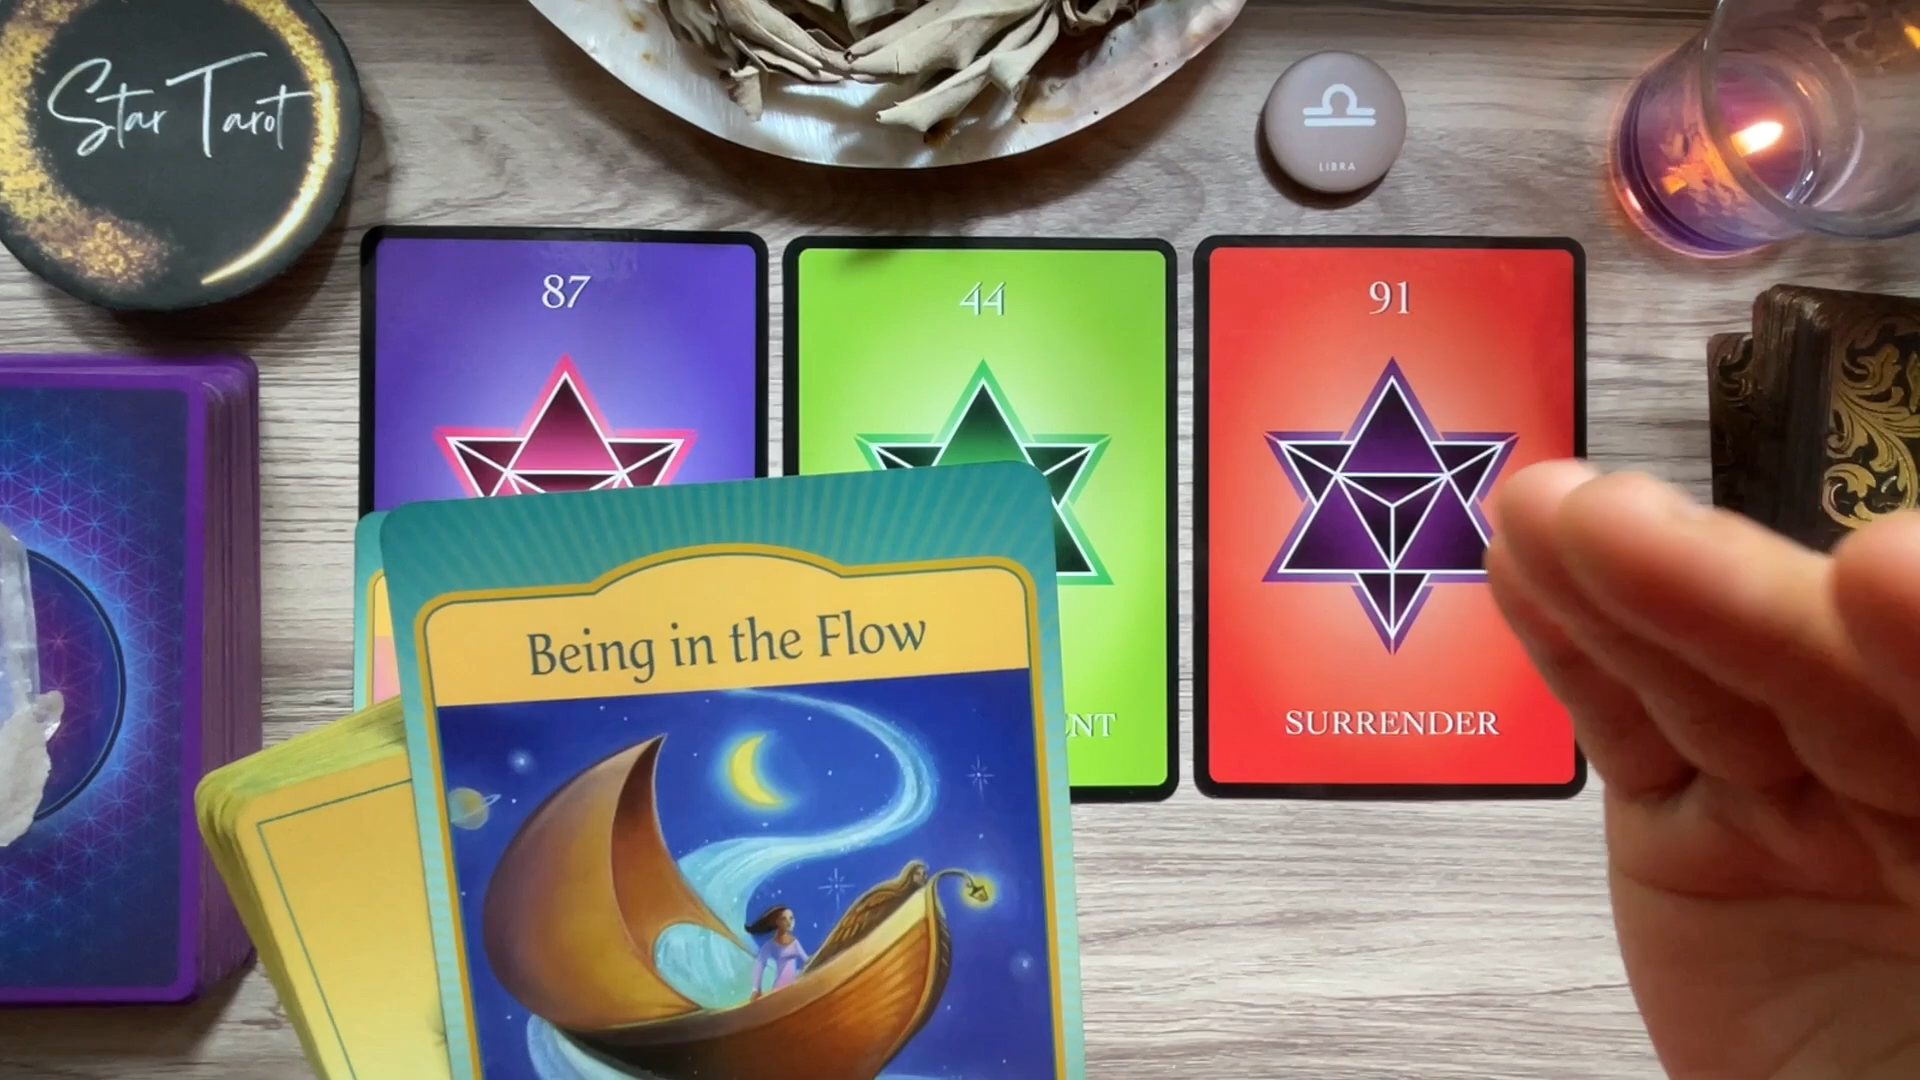 Star Tarot
LIBRA
87
44
91
SURRENDER
Being in the Flow